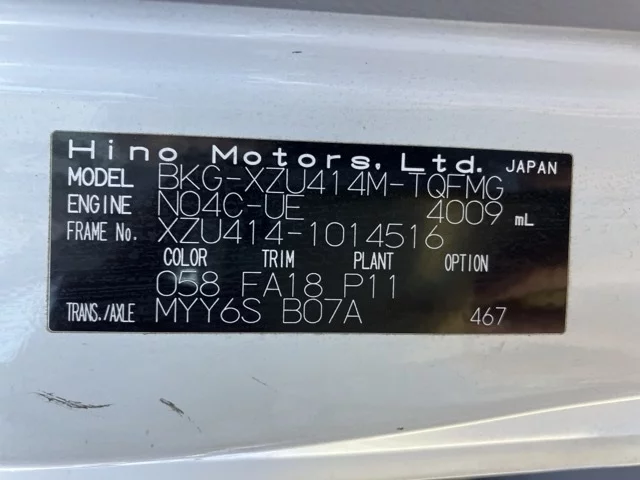 Hino Motors, Ltd. JAPAN
MODEL BKG-XZU414M-TQFMG
ENGINE N04C-UE 4009 mL
FRAME No. XZU414-1014516
COLOR TRIM PLANT OPTION
058 FA18 P11
TRANS./AXLE MYY6S B07A 467